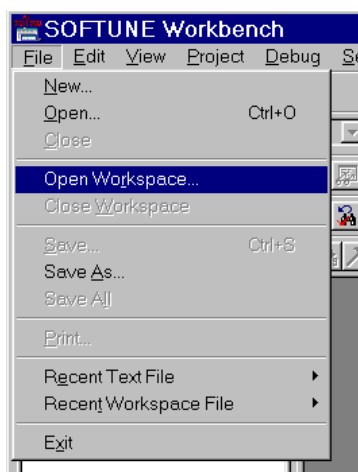 SOFTUNE Workbench
File Edit View Project Debug
New...
Open... Ctrl+O
Close
Open Workspace...
Close Workspace
Save... Ctrl+S
Save As...
Save All
Print...
Recent Text File
Recent Workspace File
Exit